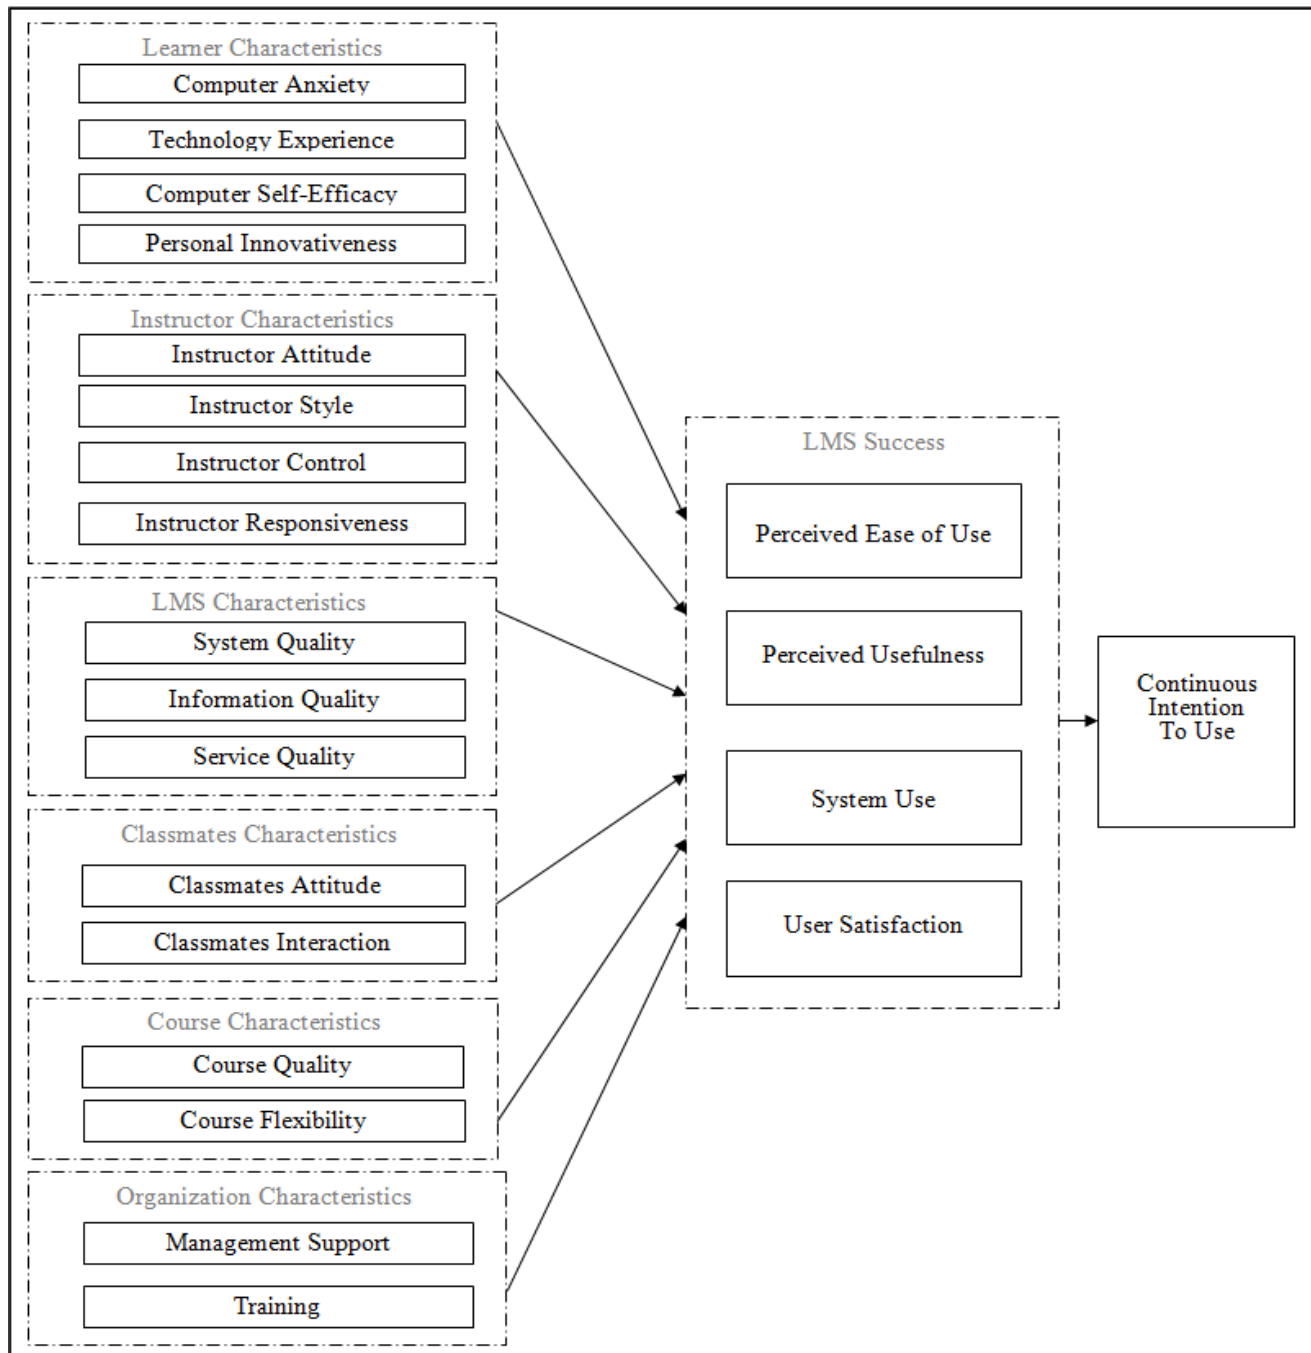 Learner Characteristics
Computer Anxiety
Technology Experience
Computer Self-Efficacy
Personal Innovativeness
Instructor Characteristics
Instructor Attitude
Instructor Style
Instructor Control
Instructor Responsiveness
LMS Characteristics
System Quality
Information Quality
Service Quality
Classmates Characteristics
Classmates Attitude
Classmates Interaction
Course Characteristics
Course Quality
Course Flexibility
Organization Characteristics
Management Support
Training
LMS Success
Perceived Ease of Use
Perceived Usefulness
System Use
User Satisfaction
Continuous
Intention
To Use